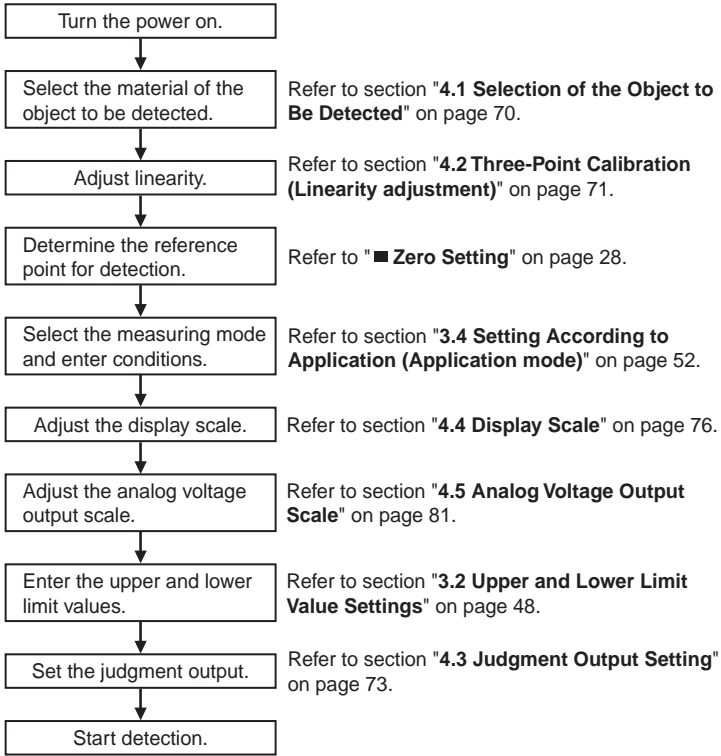 Turn the power on.
Select the material of the
object to be detected.
Refer to section "4.1 Selection of the Object to
Be Detected" on page 70.
Adjust linearity.
Refer to section "4.2 Three-Point Calibration
(Linearity adjustment)" on page 71.
Determine the reference
point for detection.
Refer to "■ Zero Setting" on page 28.
Select the measuring mode
and enter conditions.
Refer to section "3.4 Setting According to
Application (Application mode)" on page 52.
Adjust the display scale.
Refer to section "4.4 Display Scale" on page 76.
Adjust the analog voltage
output scale.
Refer to section "4.5 Analog Voltage Output
Scale" on page 81.
Enter the upper and lower
limit values.
Refer to section "3.2 Upper and Lower Limit
Value Settings" on page 48.
Set the judgment output.
Refer to section "4.3 Judgment Output Setting"
on page 73.
Start detection.